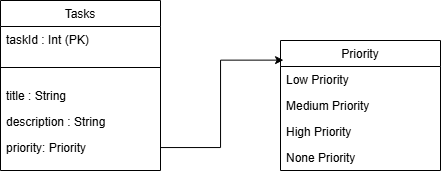 Tasks
taskId : Int (PK)
title : String
description : String
priority: Priority
Priority
Low Priority
Medium Priority
High Priority
None Priority